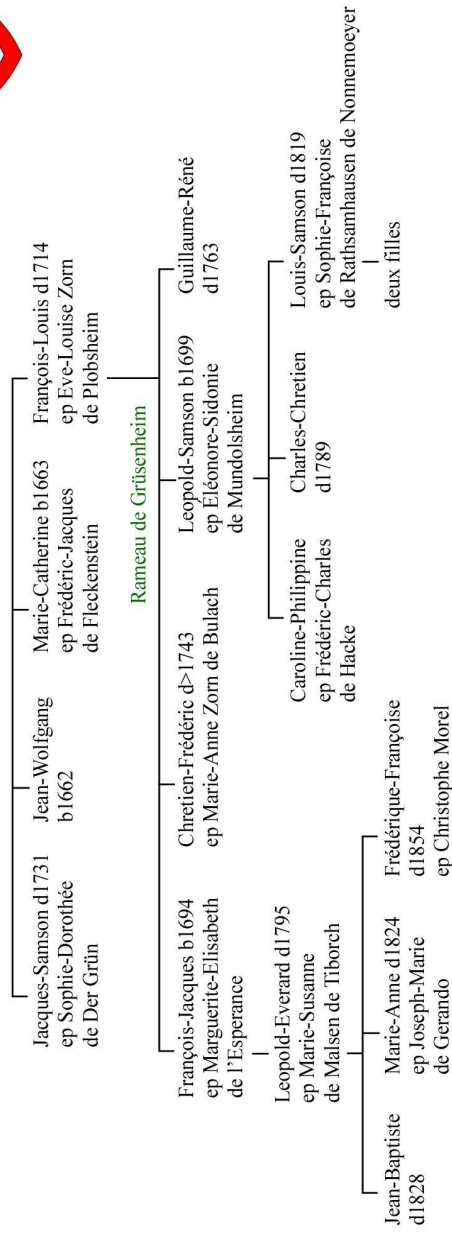 Jacques-Samson d1731
ep Sophie-Dorothée
de Der Grün
Jean-Wolfgang
b1662
Marie-Catherine b1663
ep Frédéric-Jacques
de Fleckenstein
François-Louis d1714
ep Eve-Louise Zorn
de Plobsheim
Rameau de Grüsenheim
François-Jacques b1694
ep Marguerite-Elisabeth
de l'Esperance
Chretien-Frédéric d>1743
ep Marie-Anne Zorn de Bulach
Leopold-Samson b1699
ep Éléonore-Sidonie
de Mundolsheim
Guillaume-Réné
d1763
Leopold-Everard d1795
ep Marie-Susanne
de Malsen de Tiborch
Caroline-Philippine
ep Frédéric-Charles
de Hacke
Charles-Chretien
d1789
Louis-Samson d1819
ep Sophie-Françoise
de Rathsamhausen de Nonnemoeyer
Jean-Baptiste
d1828
Marie-Anne d1824
ep Joseph-Marie
de Gerando
Frédérique-Françoise
d1854
ep Christophe Morel
deux filles